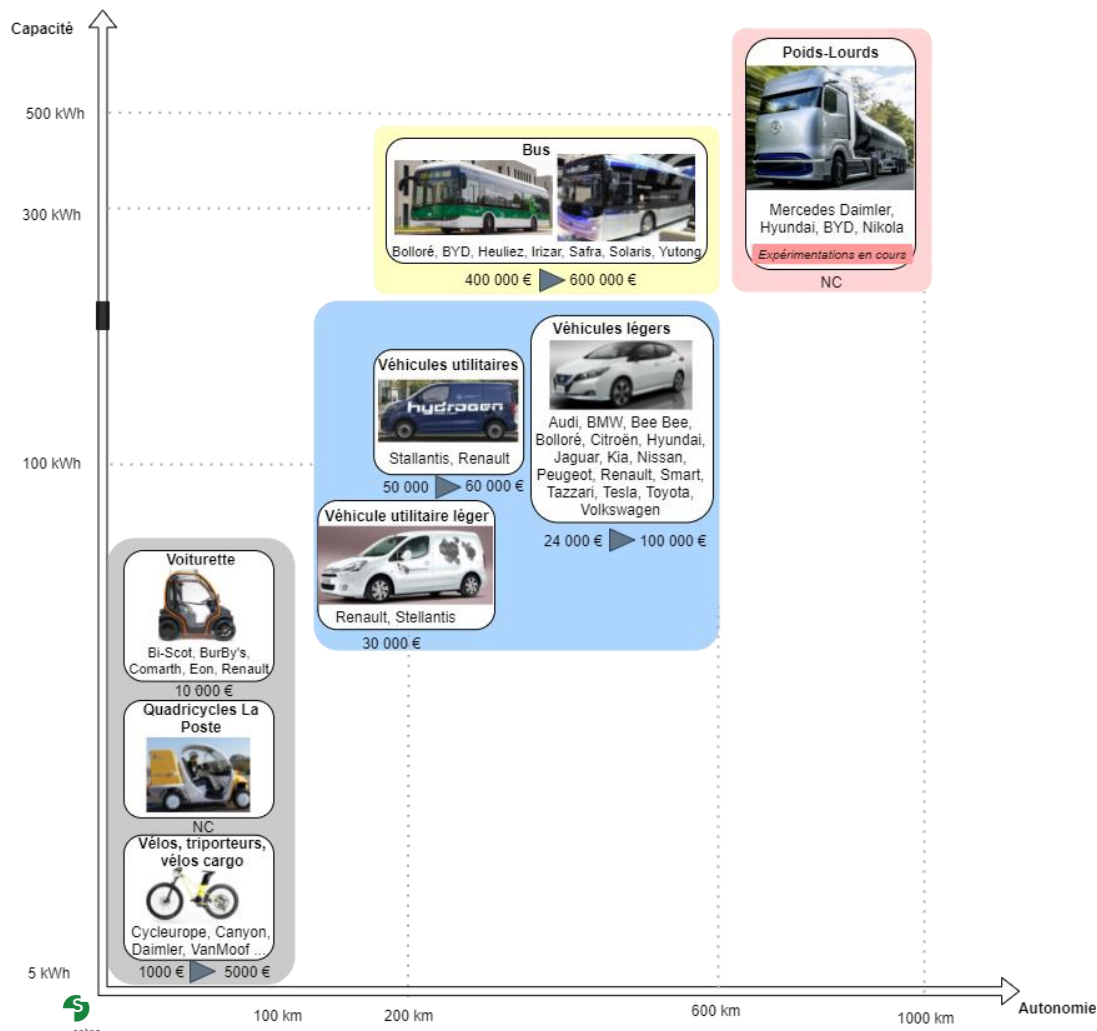 Capacité
500 kWh
300 kWh
100 kWh
5 kWh
Poids-Lourds
Mercedes Daimler,
Hyundai, BYD, Nikola
Expérimentations en cours
NC
Bus
Bolloré, BYD, Heuliez, Irizar, Safra, Solaris, Yutong
400 000 € 600 000 €
Véhicules légers
Audi, BMW, Bee Bee,
Bolloré, Citroën, Hyundai,
Jaguar, Kia, Nissan,
Peugeot, Renault, Smart,
Tazzari, Tesla, Toyota,
Volkswagen
24 000 € 100 000 €
Véhicules utilitaires
hydrogen
Stallantis, Renault
50 000 60 000 €
Véhicule utilitaire léger
Renault, Stellantis
30 000 €
Voiturette
Bi-Scot, BurBy's,
Comarth, Eon, Renault
10 000 €
Quadricycles La
Poste
NC
Vélos, triporteurs,
vélos cargo
Cycleurope, Canyon,
Daimler, VanMoof ...
1000 € 5000 €
100 km
200 km
600 km
1000 km
Autonomie